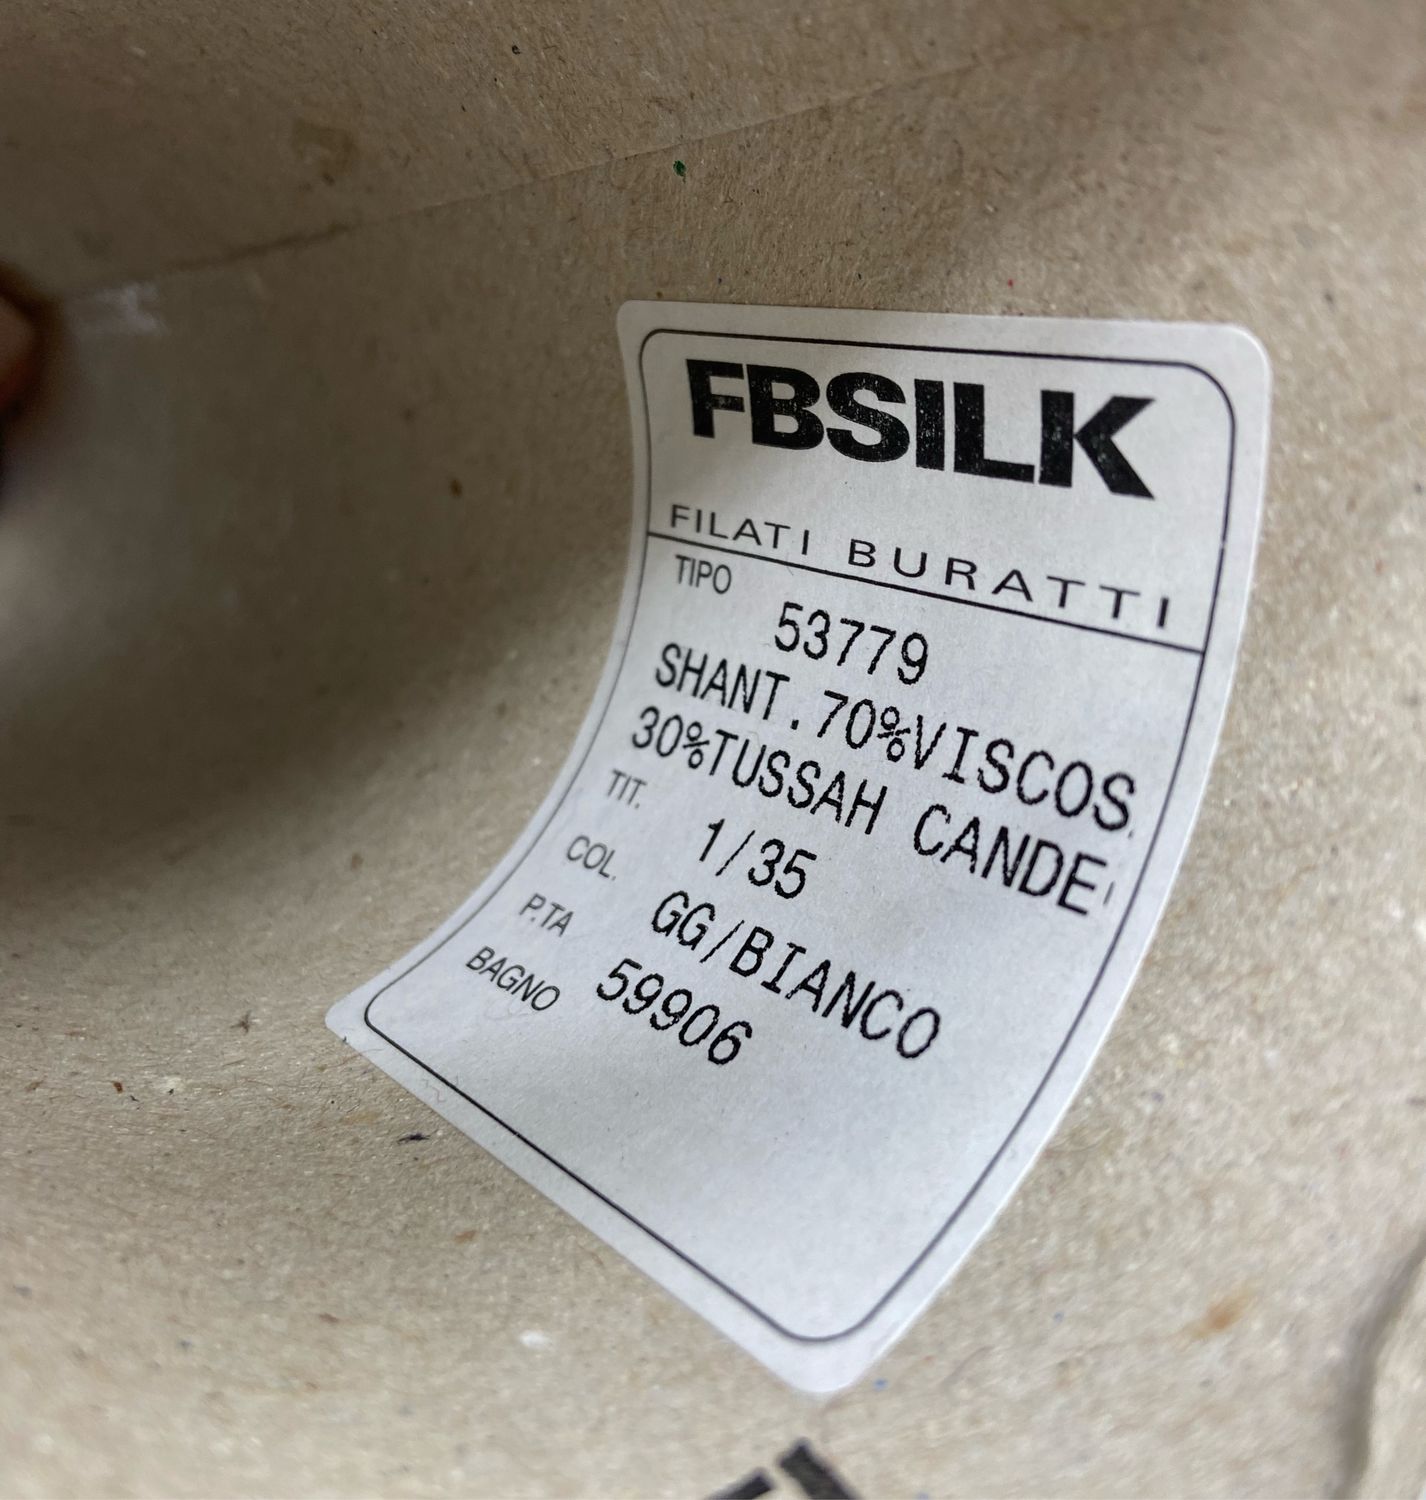 FBSILK
FILATI BURATTI
TIPO
53779
SHANT.70%VISCOS.
30%TUSSAH CANDE
TIT.
1/35
COL.
GG/BIANCO
P.TA
BAGNO
59906